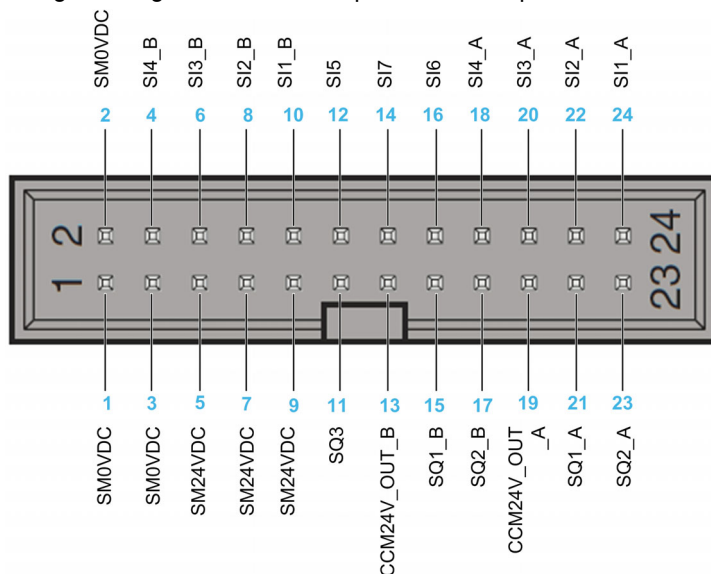 SM0VDC SI4_B SI3_B SI2_B SI1_B SI5 SI7 SI6 SI4_A SI3_A SI2_A SI1_A
2 4 6 8 10 12 14 16 18 20 22 24
2 24
1 23
1 3 5 7 9 11 13 15 17 19 21 23
SM0VDC SM0VDC SM24VDC SM24VDC SM24VDC SQ3 CCM24V_OUT_B SQ1_B SQ2_B CCM24V_OUT
_A SQ1_A SQ2_A